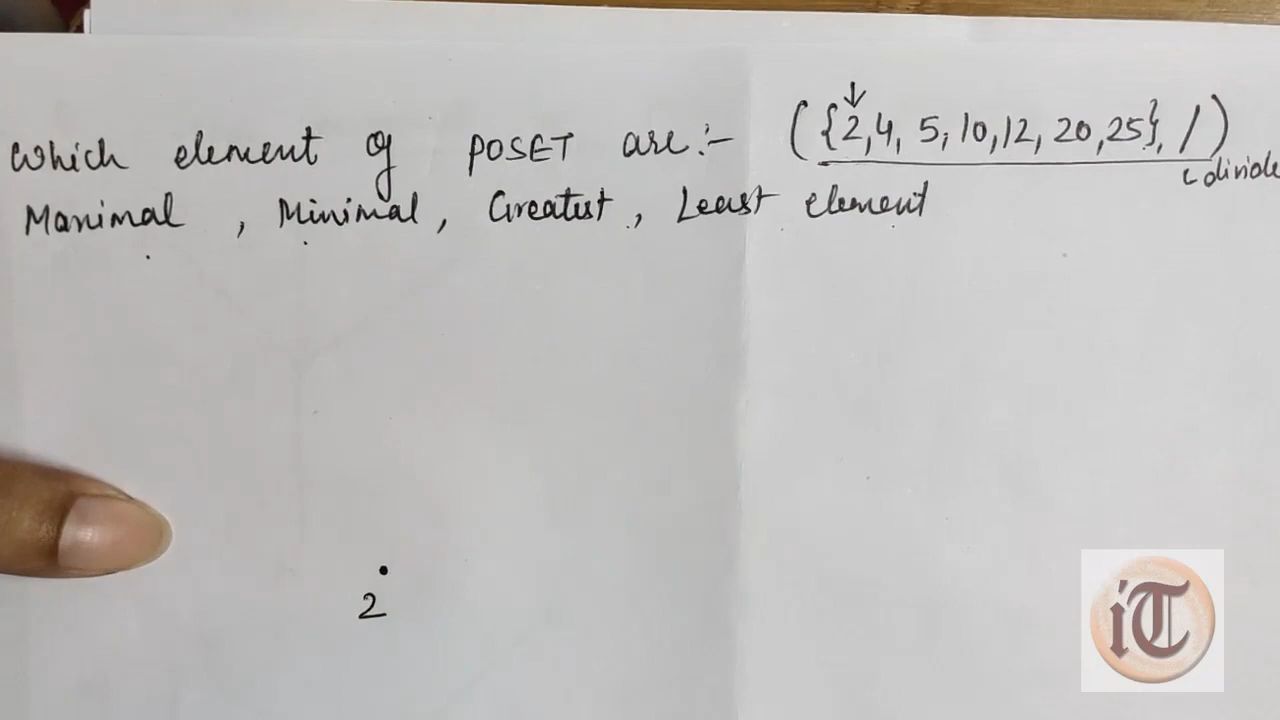 Which element of POSET are:- ({2,4, 5, 10, 12, 20, 25}, /)
↳ divide
Manimal , Minimal, Greatest, Least element
2
iT